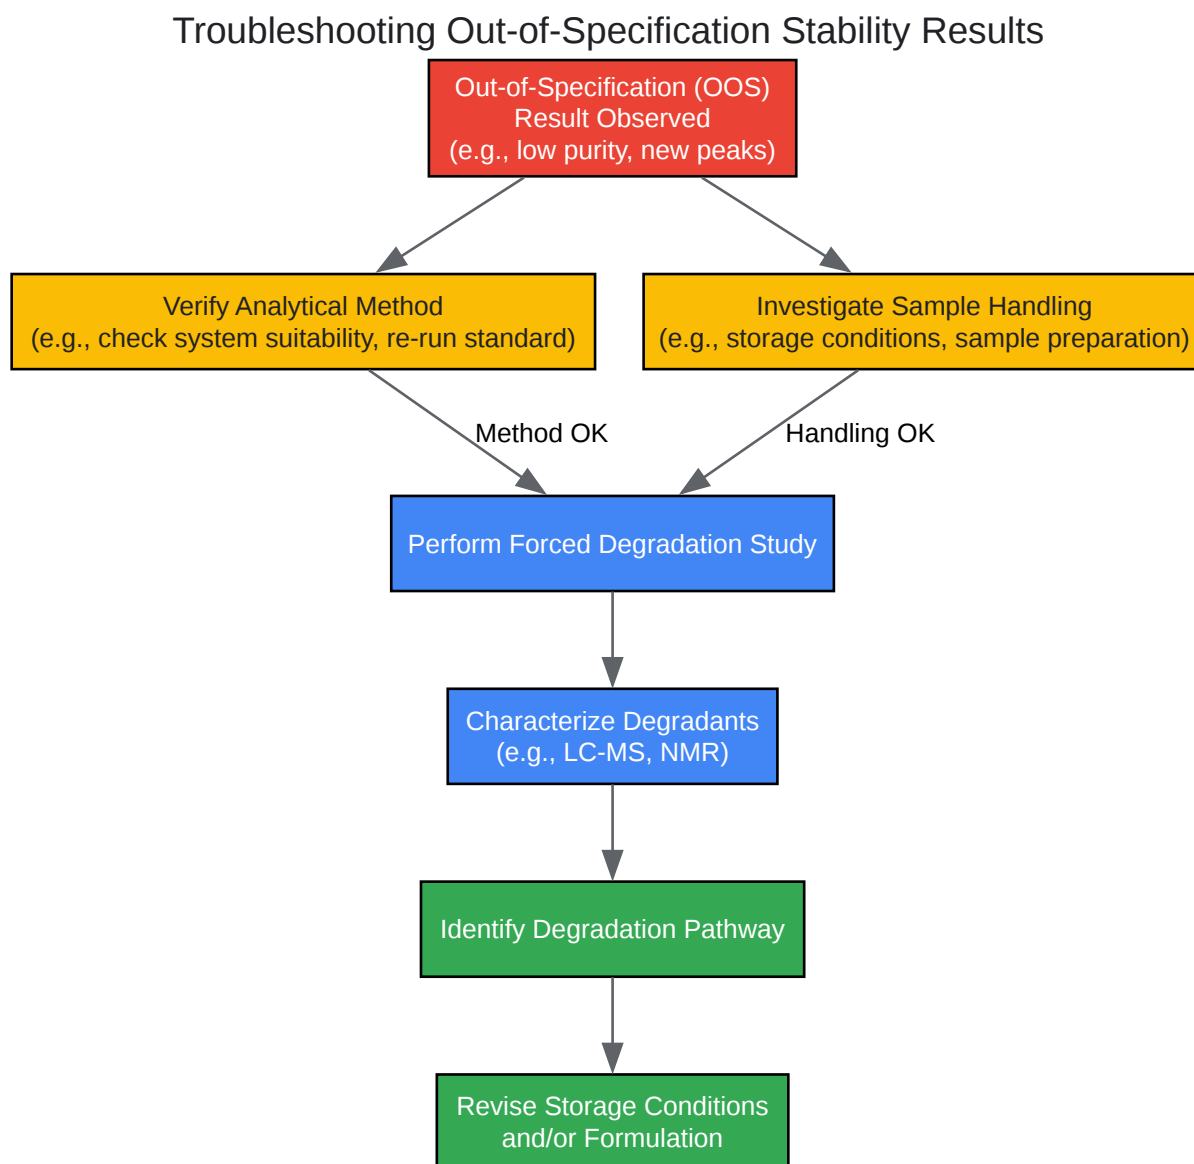 Troubleshooting Out-of-Specification Stability Results
Out-of-Specification (OOS)
Result Observed
(e.g., low purity, new peaks)
Verify Analytical Method
(e.g., check system suitability, re-run standard)
Investigate Sample Handling
(e.g., storage conditions, sample preparation)
Method OK
Handling OK
Perform Forced Degradation Study
Characterize Degradants
(e.g., LC-MS, NMR)
Identify Degradation Pathway
Revise Storage Conditions
and/or Formulation